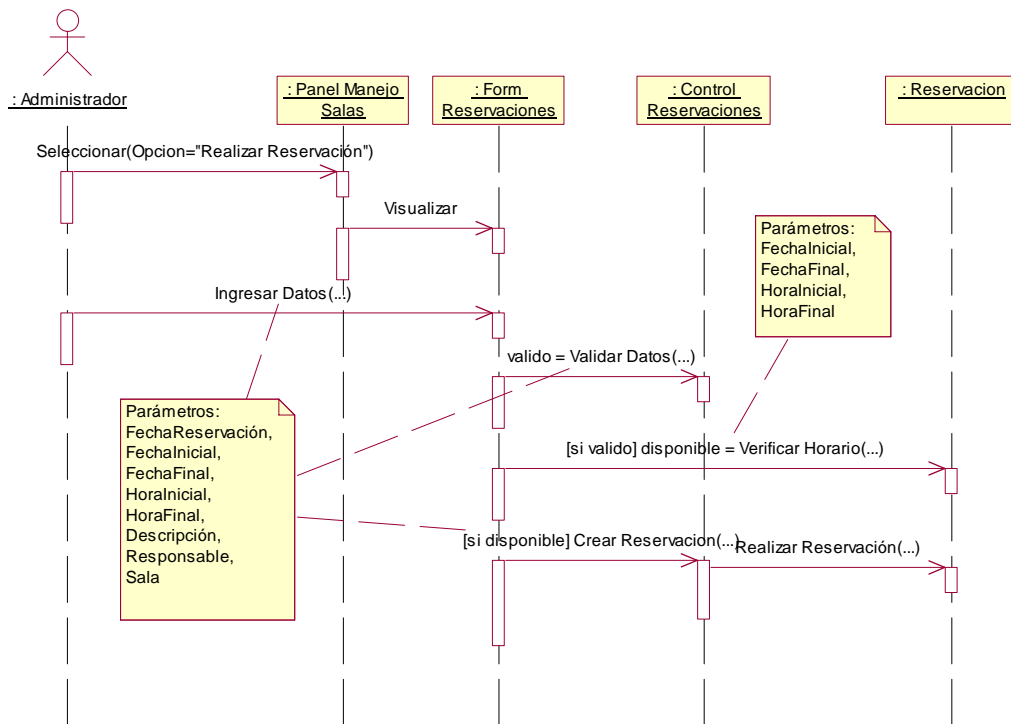 : Administrador
: Panel Manejo
Salas
: Form
Reservaciones
: Control
Reservaciones
: Reservacion
Seleccionar(Opcion="Realizar Reservación")
Visualizar
Parámetros:
FechaInicial,
FechaFinal,
HoraInicial,
HoraFinal
Ingresar Datos(...)
valido = Validar Datos(...)
Parámetros:
FechaReservación,
FechaInicial,
FechaFinal,
HoraInicial,
HoraFinal,
Descripción,
Responsable,
Sala
[si valido] disponible = Verificar Horario(...)
[si disponible] Crear Reservacion(...)
Realizar Reservación(...)